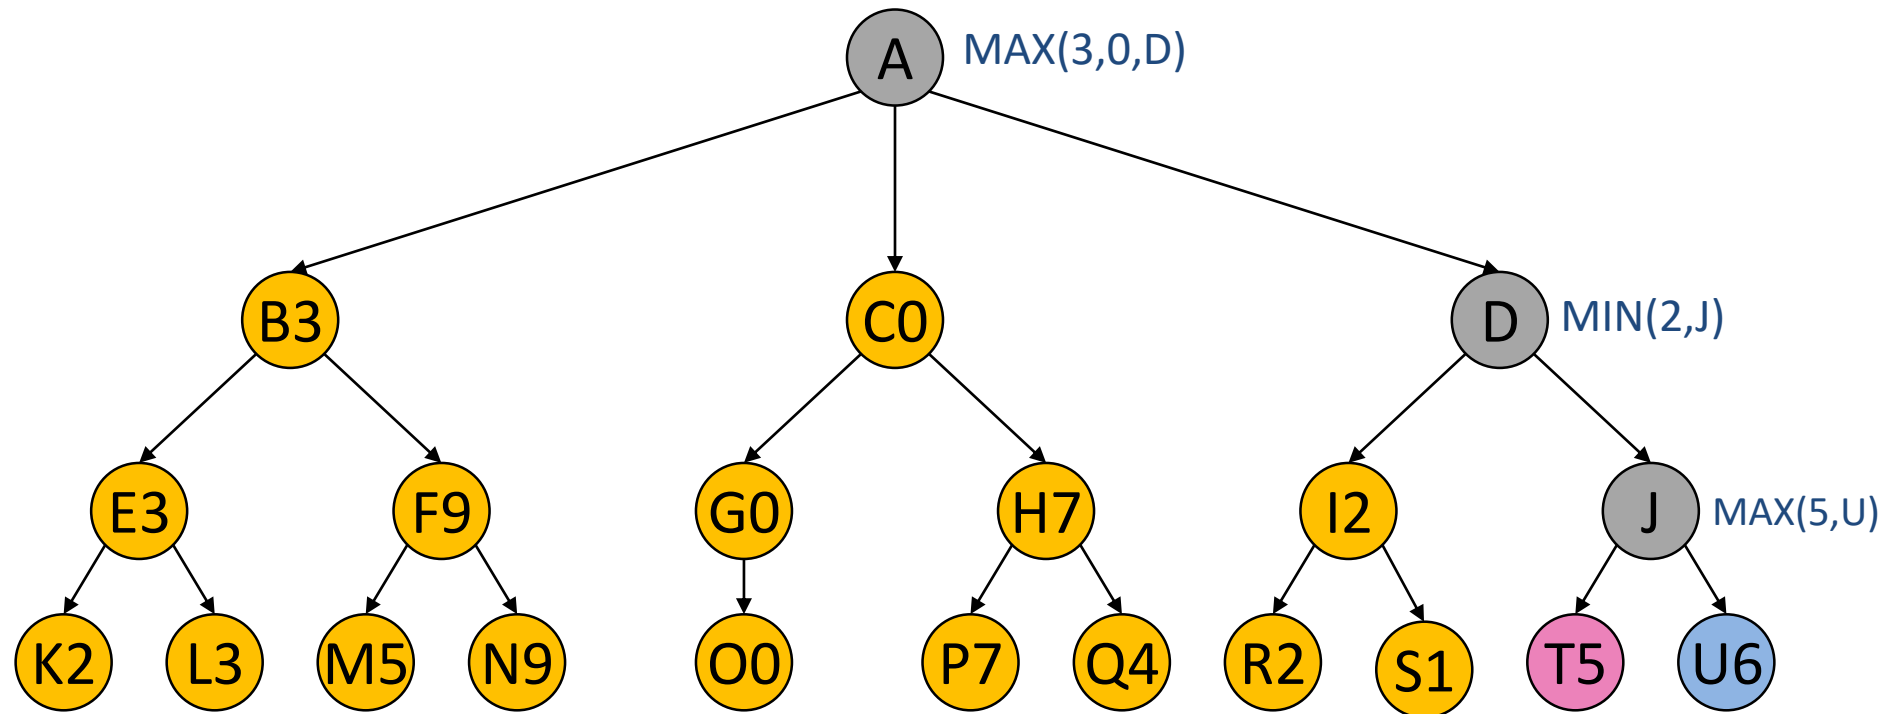 A MAX(3,0,D)
B3 C0 D MIN(2,J)
E3 F9 G0 H7 I2 J MAX(5,U)
K2 L3 M5 N9 O0 P7 Q4 R2 S1 T5 U6